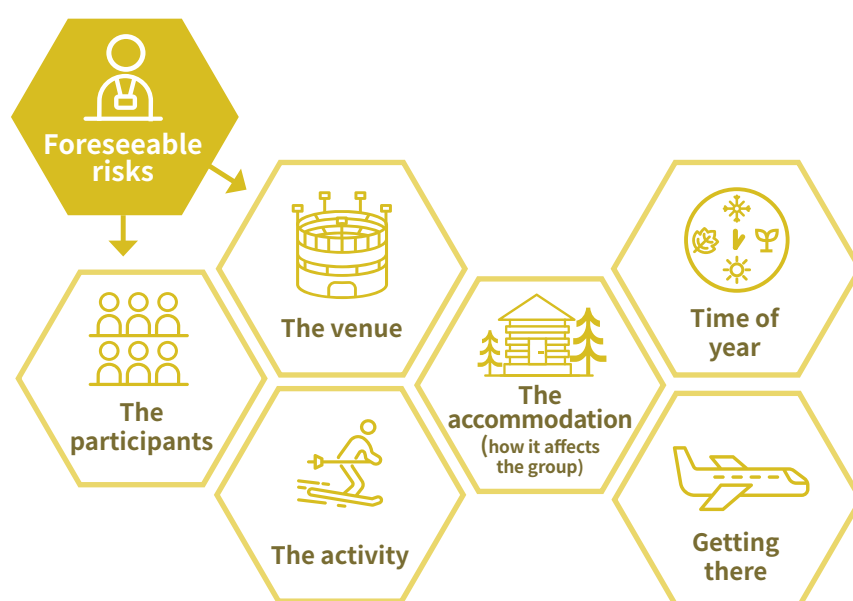 Foreseeable
risks
The venue
Time of
year
The
participants
The
accommodation
(how it affects
the group)
The activity
Getting
there